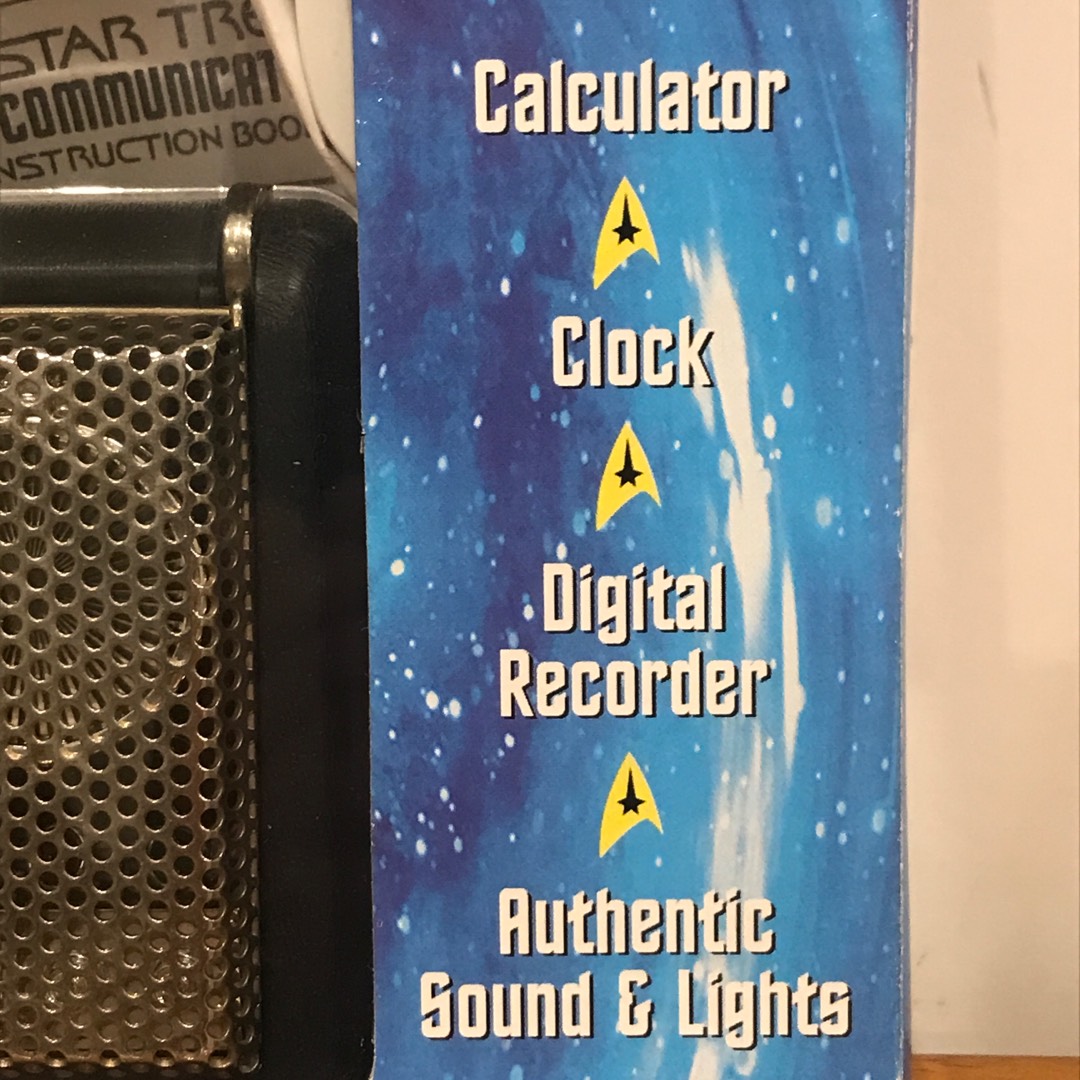 STAR TRE
COMMUNICAT
NSTRUCTION BOO
Calculator
Clock
Digital
Recorder
Authentic
Sound & Lights